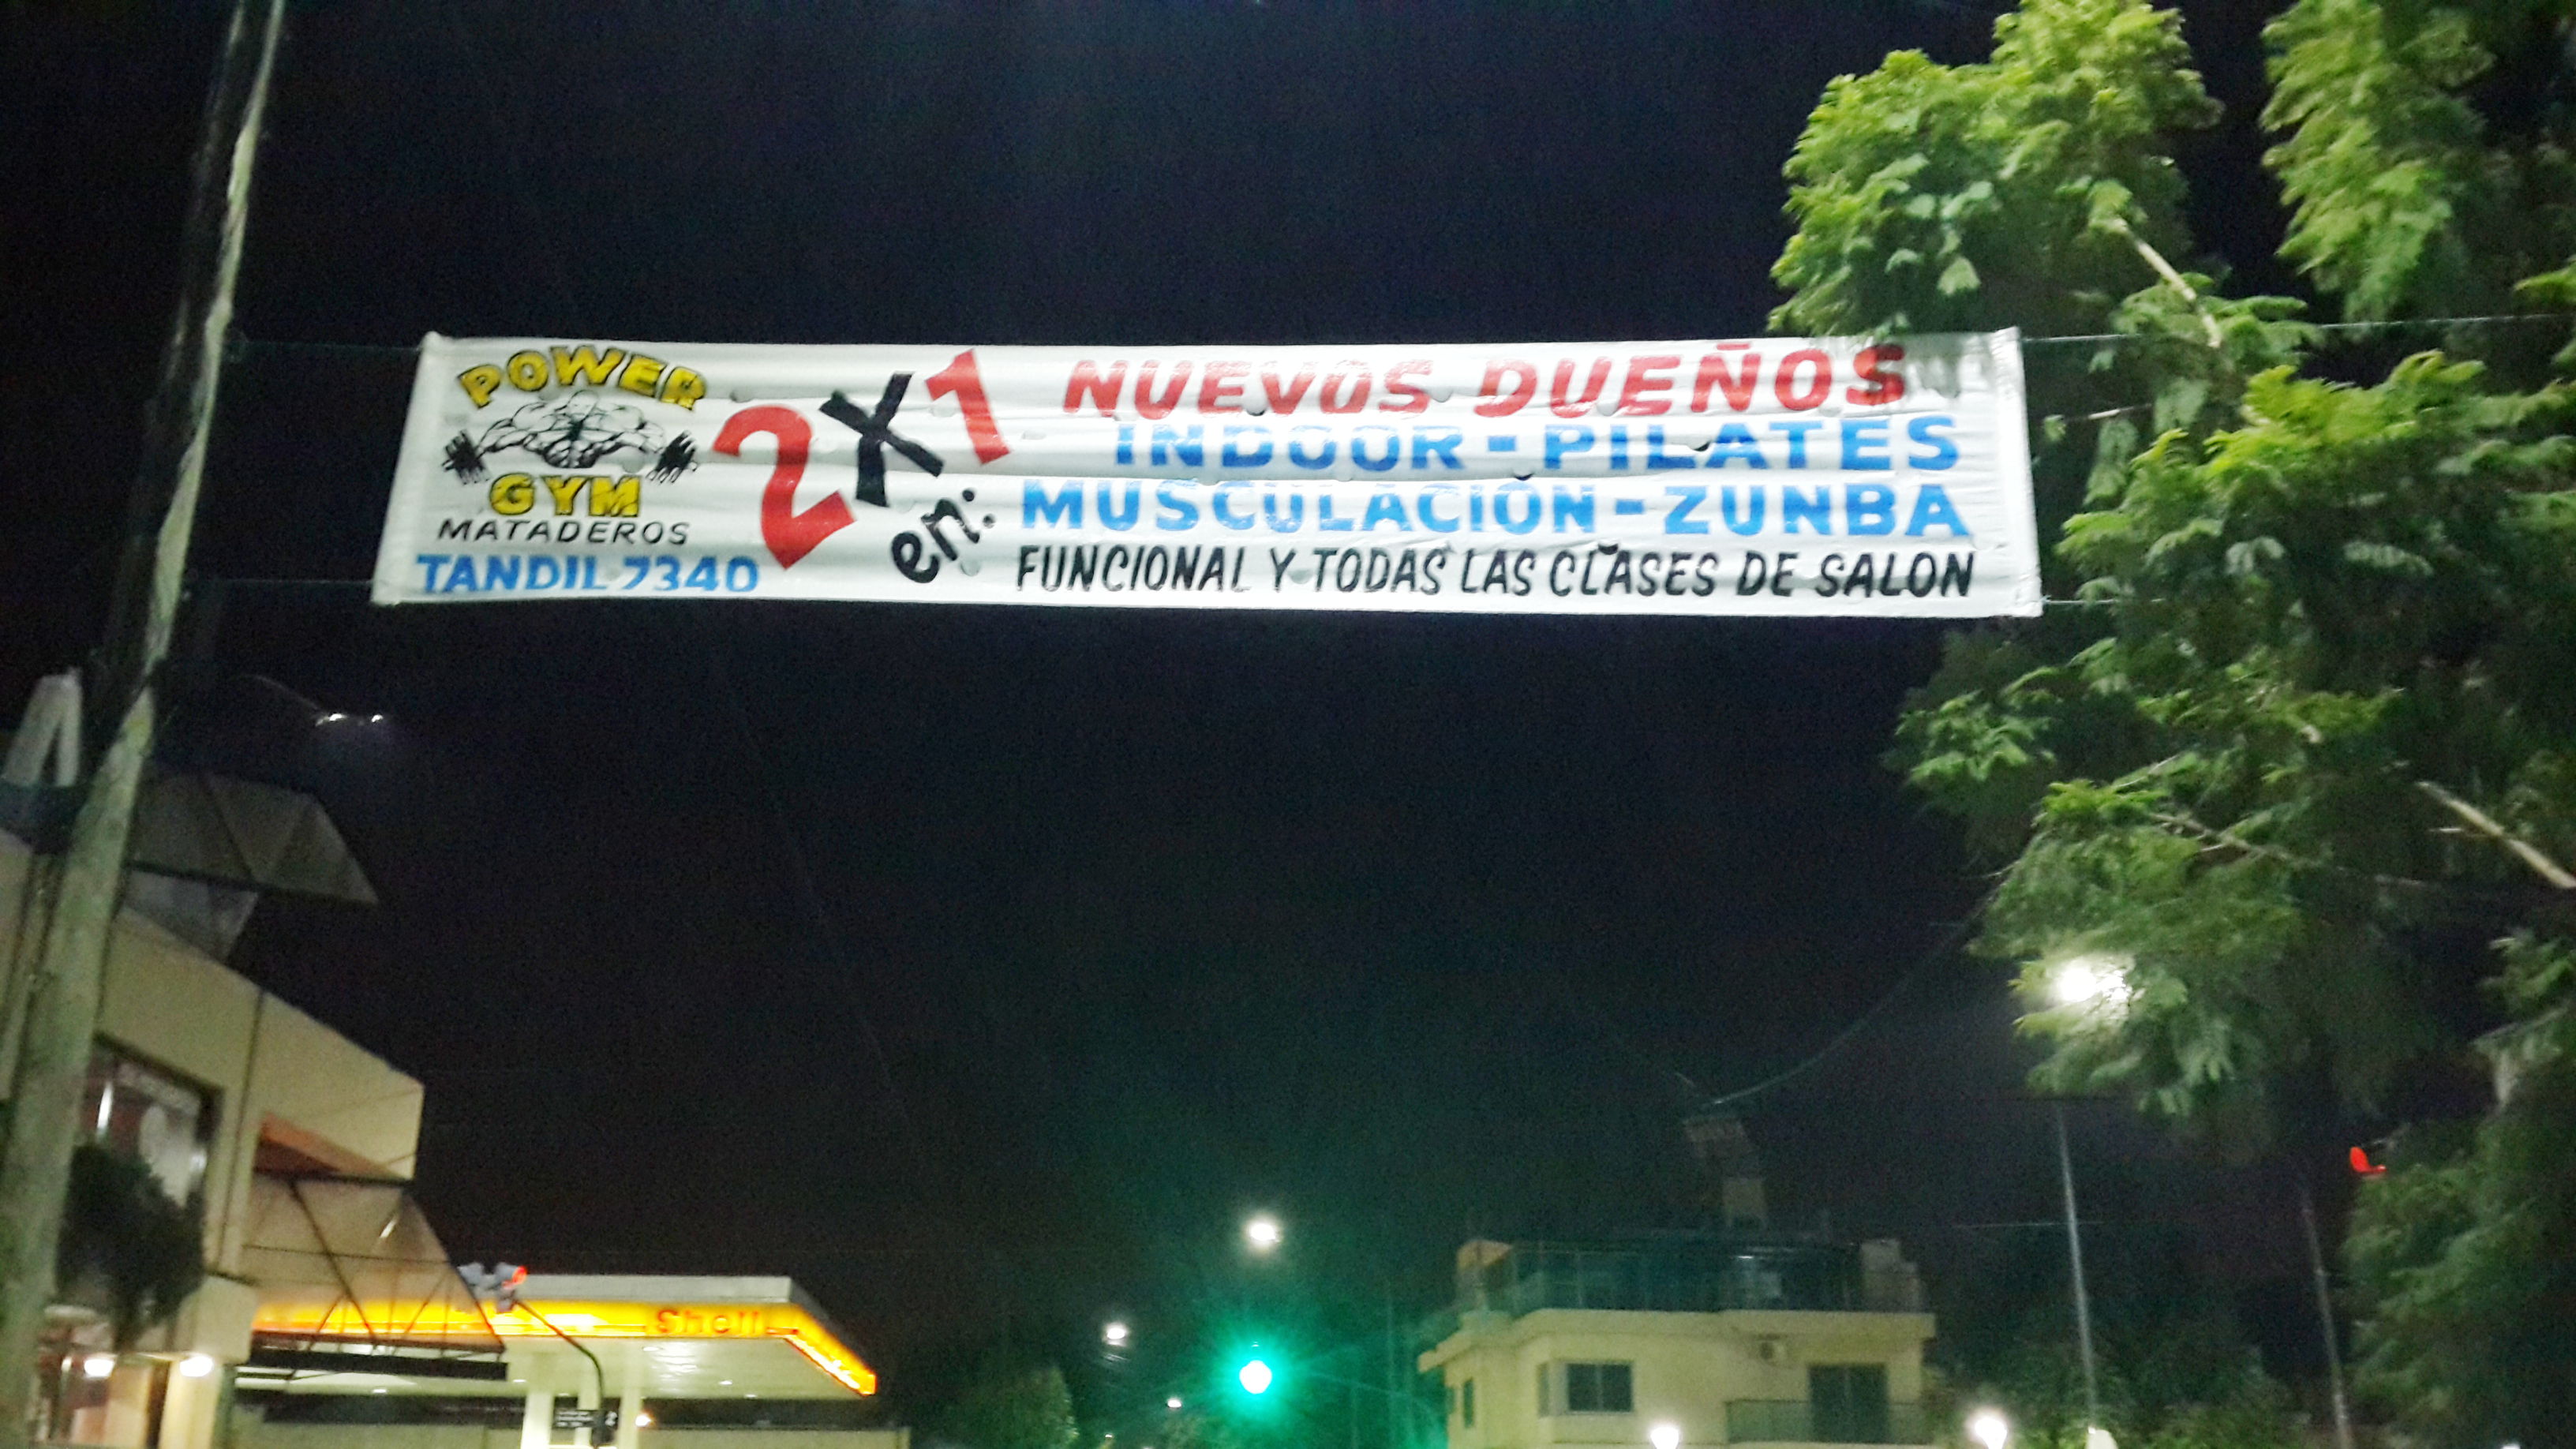 POWER
GYM
MATADEROS
TANDIL 7340
2X1
en:
NUEVOS DUEÑOS
INDOOR - PILATES
MUSCULACION - ZUNBA
FUNCIONAL Y TODAS LAS CLASES DE SALON
Shell